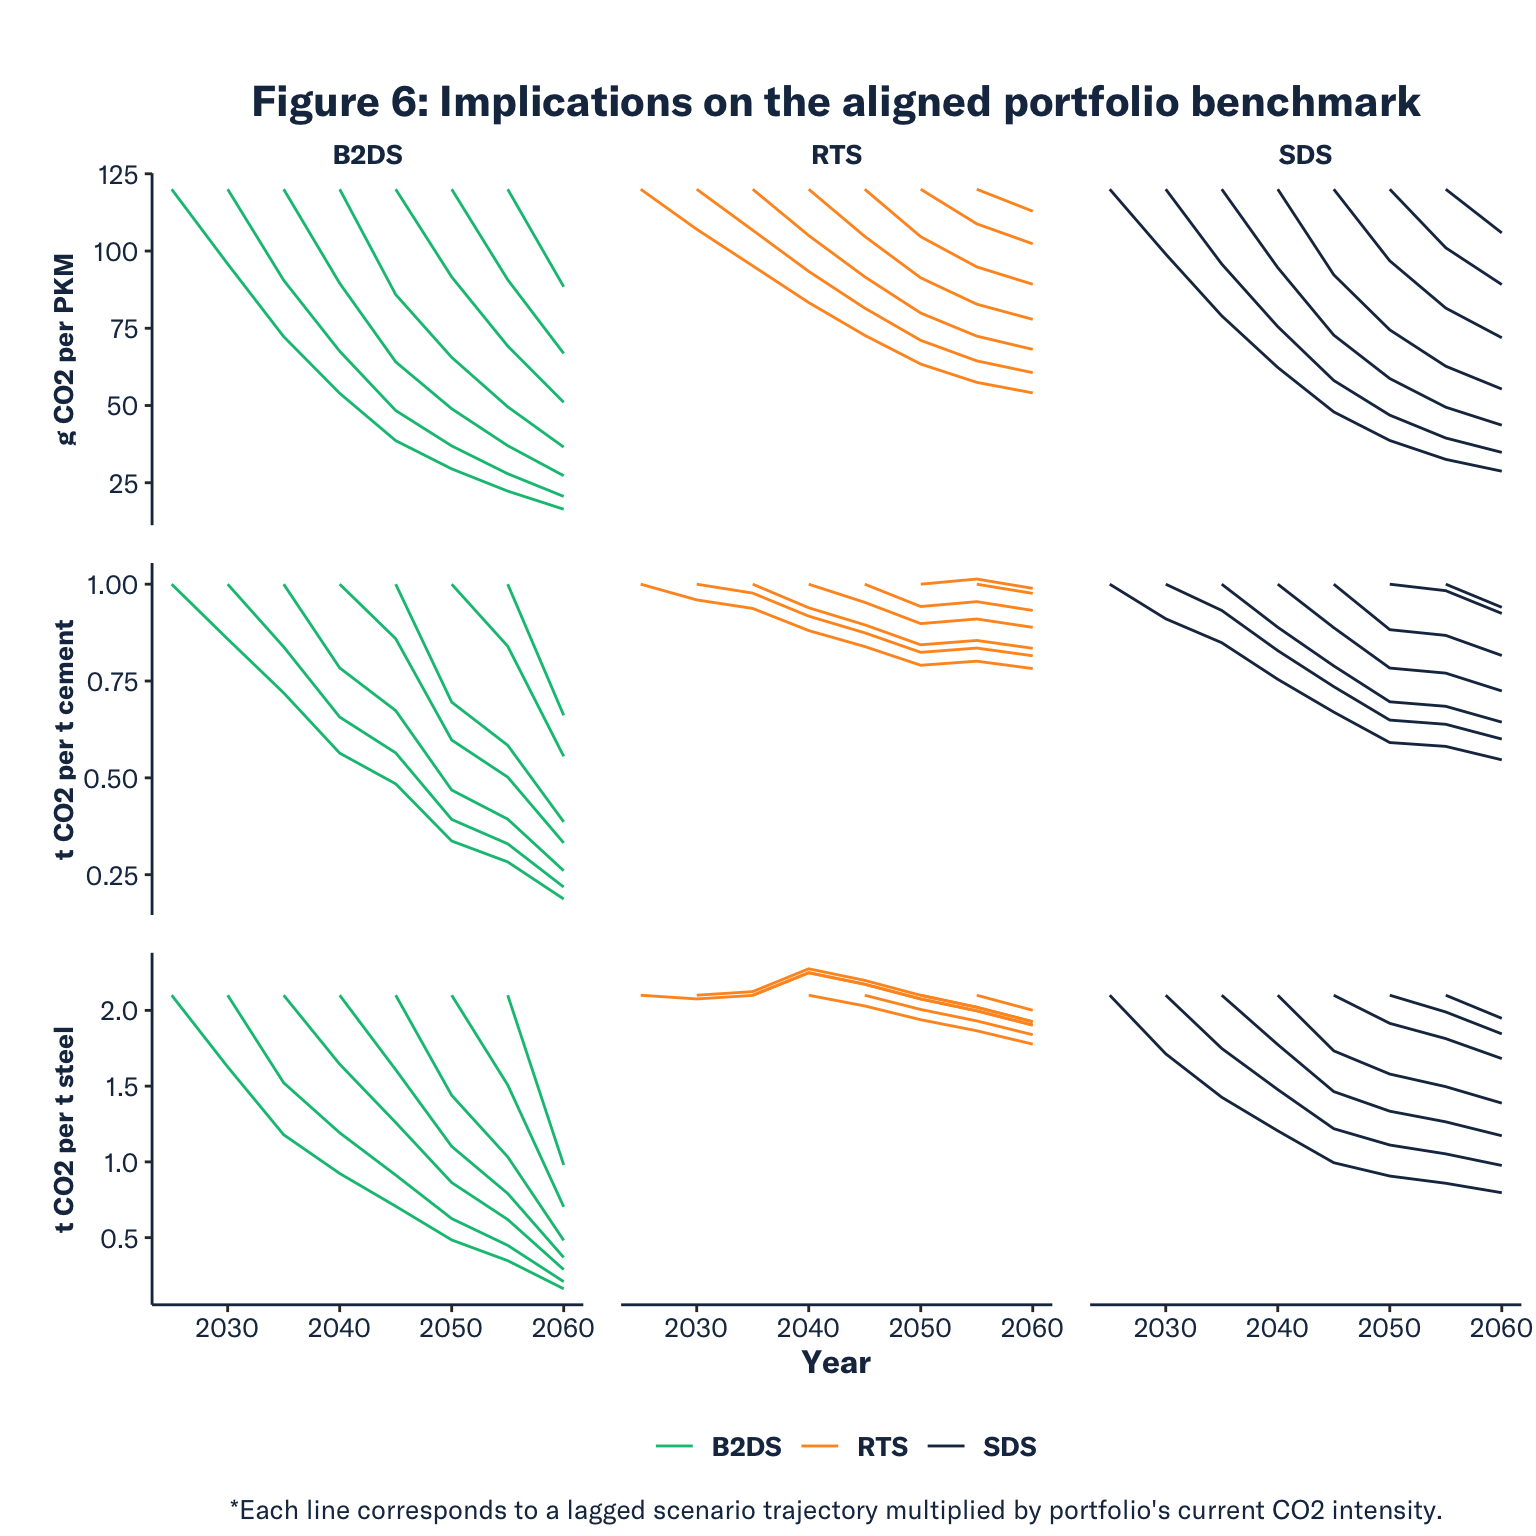 Figure 6: Implications on the aligned portfolio benchmark
B2DS
RTS
SDS
g CO2 per PKM
125
100
75
50
25
t CO2 per t cement
1.00
0.75
0.50
0.25
t CO2 per t steel
2.0
1.5
1.0
0.5
2030 2040 2050 2060
2030 2040 2050 2060
2030 2040 2050 2060
Year
B2DS RTS SDS
*Each line corresponds to a lagged scenario trajectory multiplied by portfolio's current CO2 intensity.